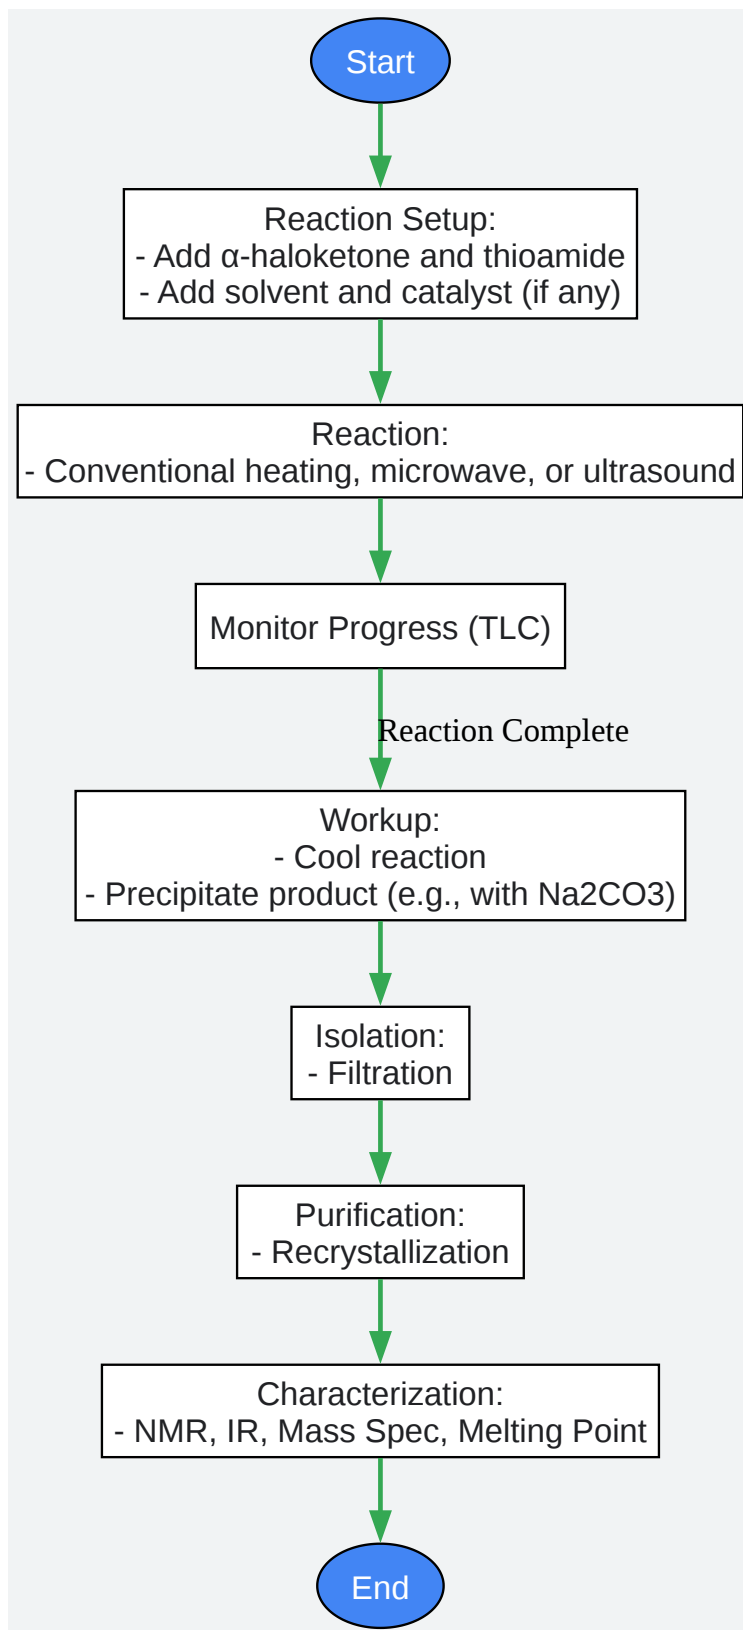 Start
Reaction Setup:
- Add α-haloketone and thioamide
- Add solvent and catalyst (if any)
Reaction:
- Conventional heating, microwave, or ultrasound
Monitor Progress (TLC)
Reaction Complete
Workup:
- Cool reaction
- Precipitate product (e.g., with Na2CO3)
Isolation:
- Filtration
Purification:
- Recrystallization
Characterization:
- NMR, IR, Mass Spec, Melting Point
End